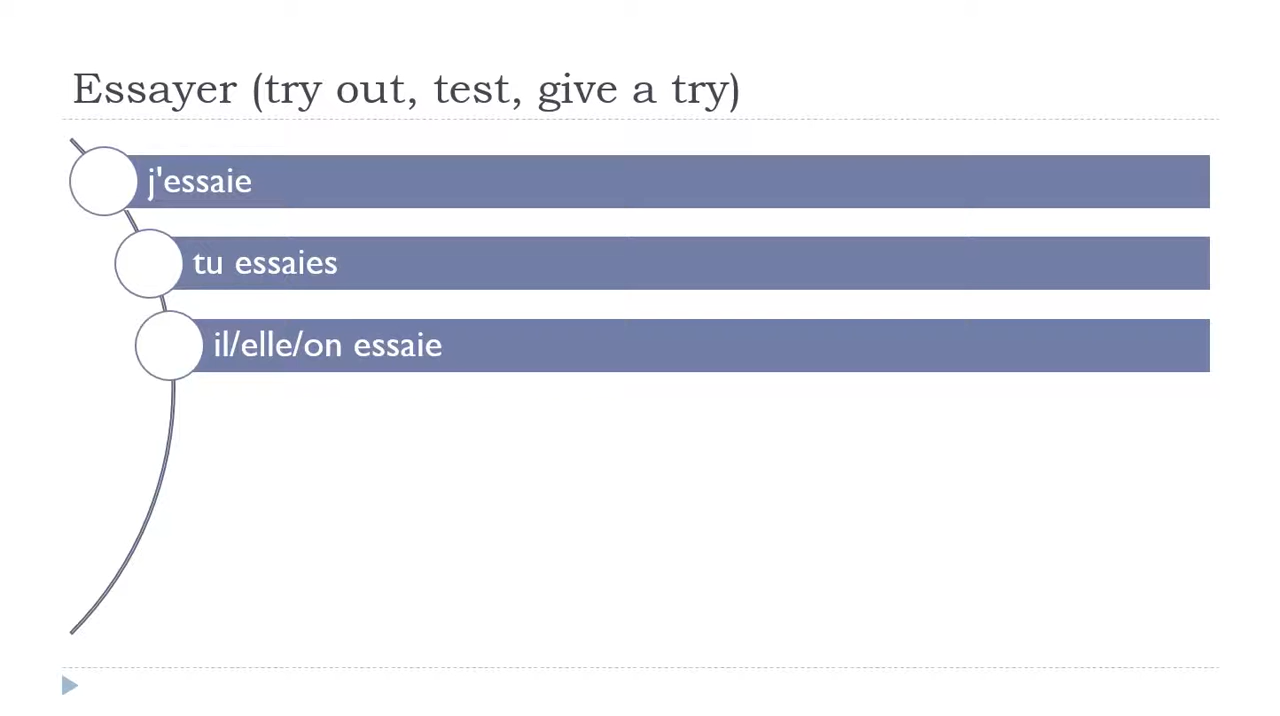 Essayer (try out, test, give a try)
j'essaie
tu essaies
il/elle/on essaie